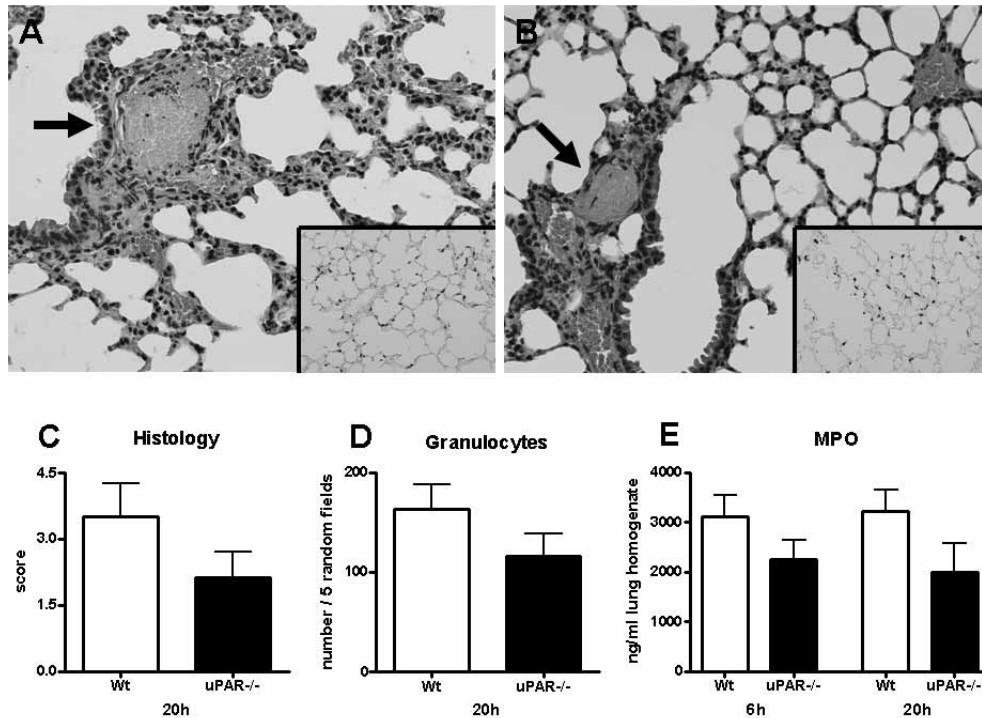 A
B
C Histology
4.5
3.0
1.5
0.0
score
Wt uPAR-/-
20h
D Granulocytes
200
100
0
number / 5 random fields
Wt uPAR-/-
20h
E MPO
4000
3000
2000
1000
0
ng/ml lung homogenate
Wt uPAR-/- Wt uPAR-/-
6h 20h